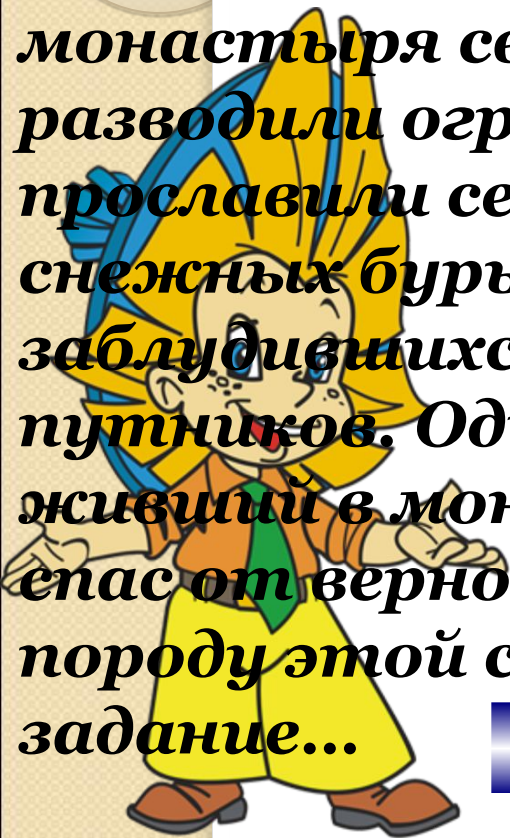 монастыря се
разводили огр
прославили се
снежных бурь
заблудившихс
путников. Од
живший в мон
спас от верно
породу этой с
задание...